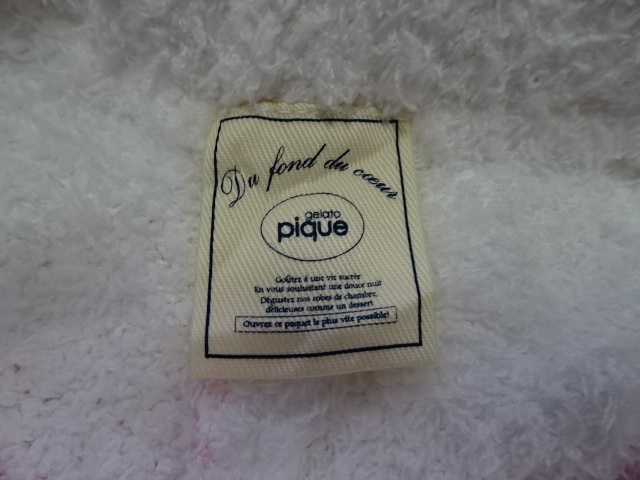 Du fond du cœur
gelato
pique
Goûtez à une vie sucrée
En vous souhaitant une douce nuit
Dégustez nos robes de chambre,
délicieuses comme un dessert
Ouvrez ce paquet le plus vite possible!